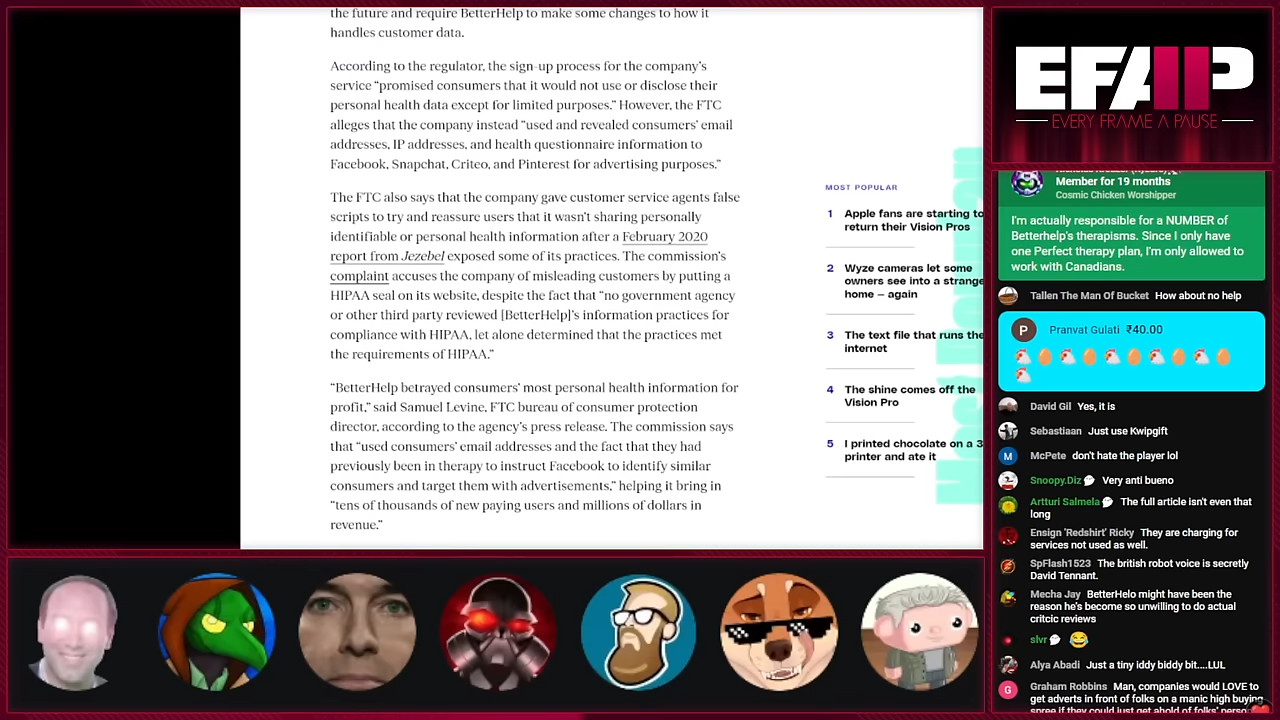 the future and require BetterHelp to make some changes to how it
handles customer data.
According to the regulator, the sign-up process for the company's
service “promised consumers that it would not use or disclose their
personal health data except for limited purposes.” However, the FTC
alleges that the company instead “used and revealed consumers' email
addresses, IP addresses, and health questionnaire information to
Facebook, Snapchat, Criteo, and Pinterest for advertising purposes.”
The FTC also says that the company gave customer service agents false
scripts to try and reassure users that it wasn't sharing personally
identifiable or personal health information after a February 2020
report from Jezebel exposed some of its practices. The commission's
complaint accuses the company of misleading customers by putting a
HIPAA seal on its website, despite the fact that “no government agency
or other third party reviewed [BetterHelp]'s information practices for
compliance with HIPAA, let alone determined that the practices met
the requirements of HIPAA.”
“BetterHelp betrayed consumers' most personal health information for
profit,” said Samuel Levine, FTC bureau of consumer protection
director, according to the agency's press release. The commission says
that “used consumers' email addresses and the fact that they had
previously been in therapy to instruct Facebook to identify similar
consumers and target them with advertisements,” helping it bring in
“tens of thousands of new paying users and millions of dollars in
revenue.”
MOST POPULAR
1 Apple fans are starting to
return their Vision Pros
2 Wyze cameras let some
owners see into a strange
home — again
3 The text file that runs the
internet
4 The shine comes off the
Vision Pro
5 I printed chocolate on a 3
printer and ate it
EFAP
EVERY FRAME A PAUSE
Member for 19 months
Cosmic Chicken Worshipper
I'm actually responsible for a NUMBER of
Betterhelp's therapisms. Since I only have
one Perfect therapy plan, I'm only allowed to
work with Canadians.
Tallen The Man Of Bucket How about no help
P Pranvat Gulati ₹40.00
David Gil Yes, it is
Sebastiaan Just use Kwipgift
M McPete don't hate the player lol
Snoopy.Diz Very anti bueno
Artturi Salmela The full article isn't even that
long
Ensign 'Redshirt' Ricky They are charging for
services not used as well.
SpFlash1523 The british robot voice is secretly
David Tennant.
Mecha Jay BetterHelo might have been the
reason he's become so unwilling to do actual
critcic reviews
slvr 😂
Alya Abadi Just a tiny iddy biddy bit....LUL
G Graham Robbins Man, companies would LOVE to
get adverts in front of folks on a manic high buying
spree if they could just get ahold of folks'